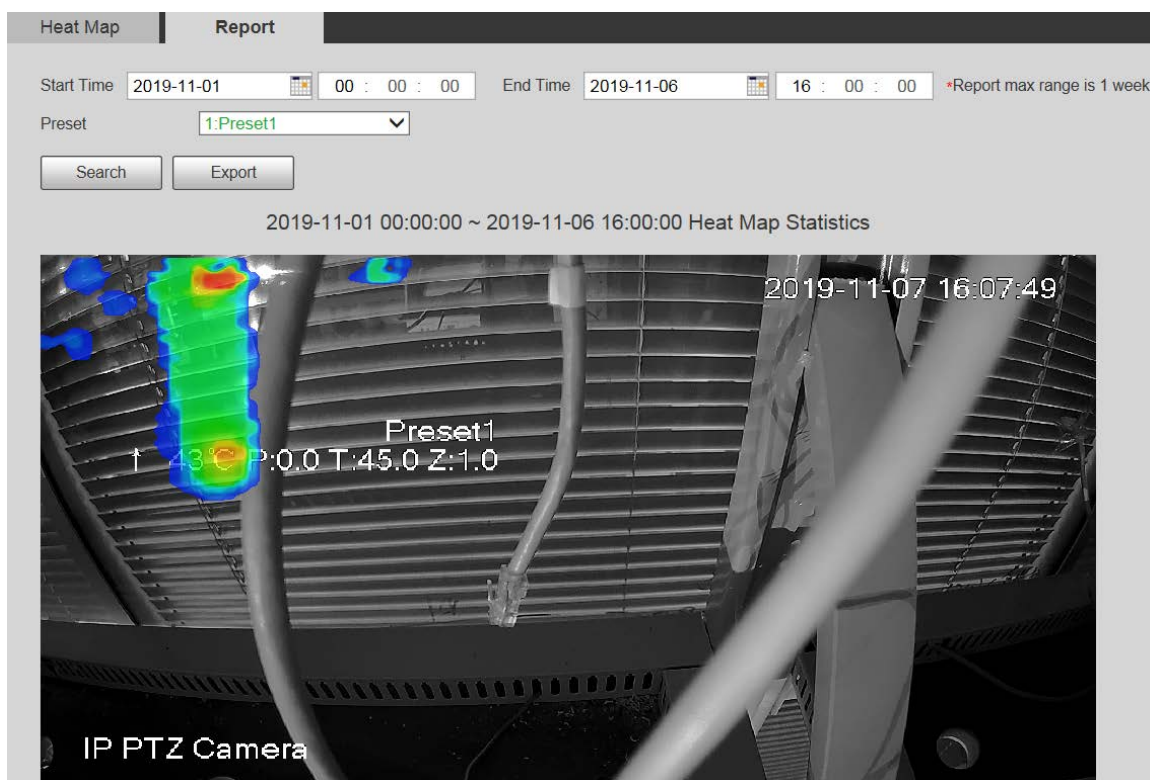 Heat Map Report
Start Time 2019-11-01 00 : 00 : 00 End Time 2019-11-06 16 : 00 : 00 *Report max range is 1 week
Preset 1:Preset1
Search Export
2019-11-01 00:00:00 ~ 2019-11-06 16:00:00 Heat Map Statistics
2019-11-07 16:07:49
Preset1
↑ 43℃ P:0.0 T:45.0 Z:1.0
IP PTZ Camera